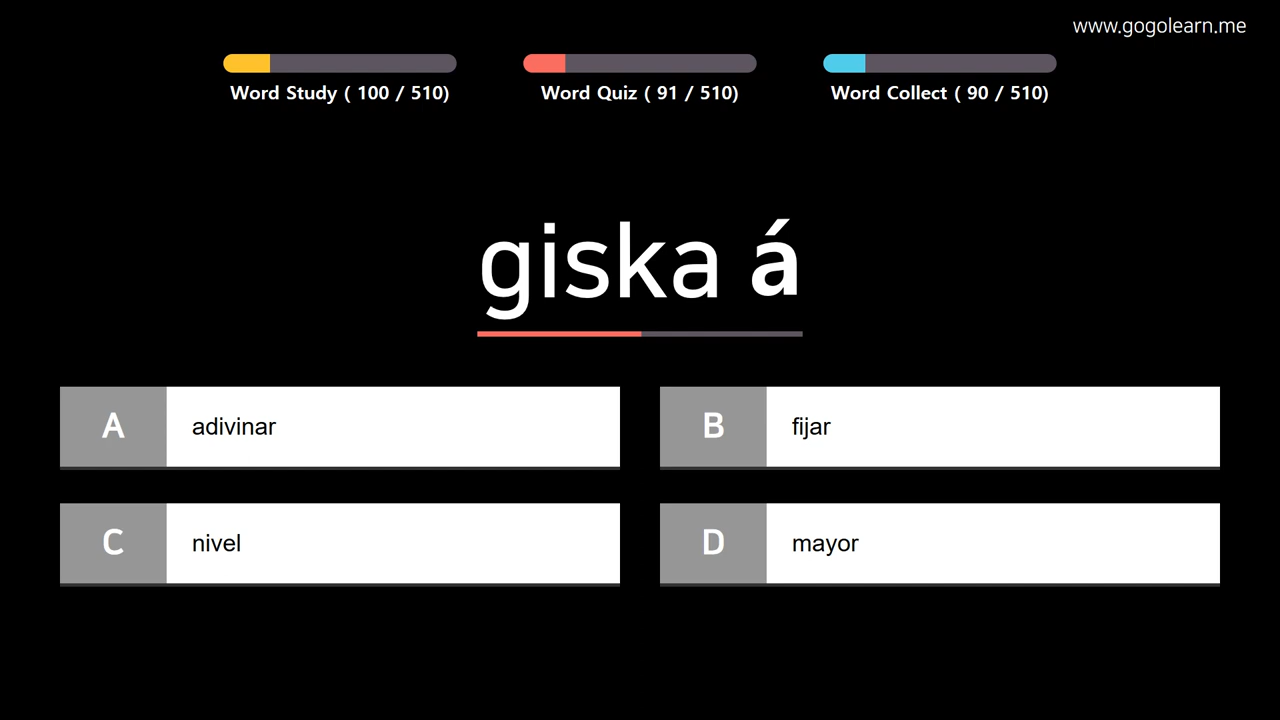 www.gogolearn.me
Word Study ( 100 / 510)
Word Quiz ( 91 / 510)
Word Collect ( 90 / 510)
giska á
A adivinar
B fijar
C nivel
D mayor